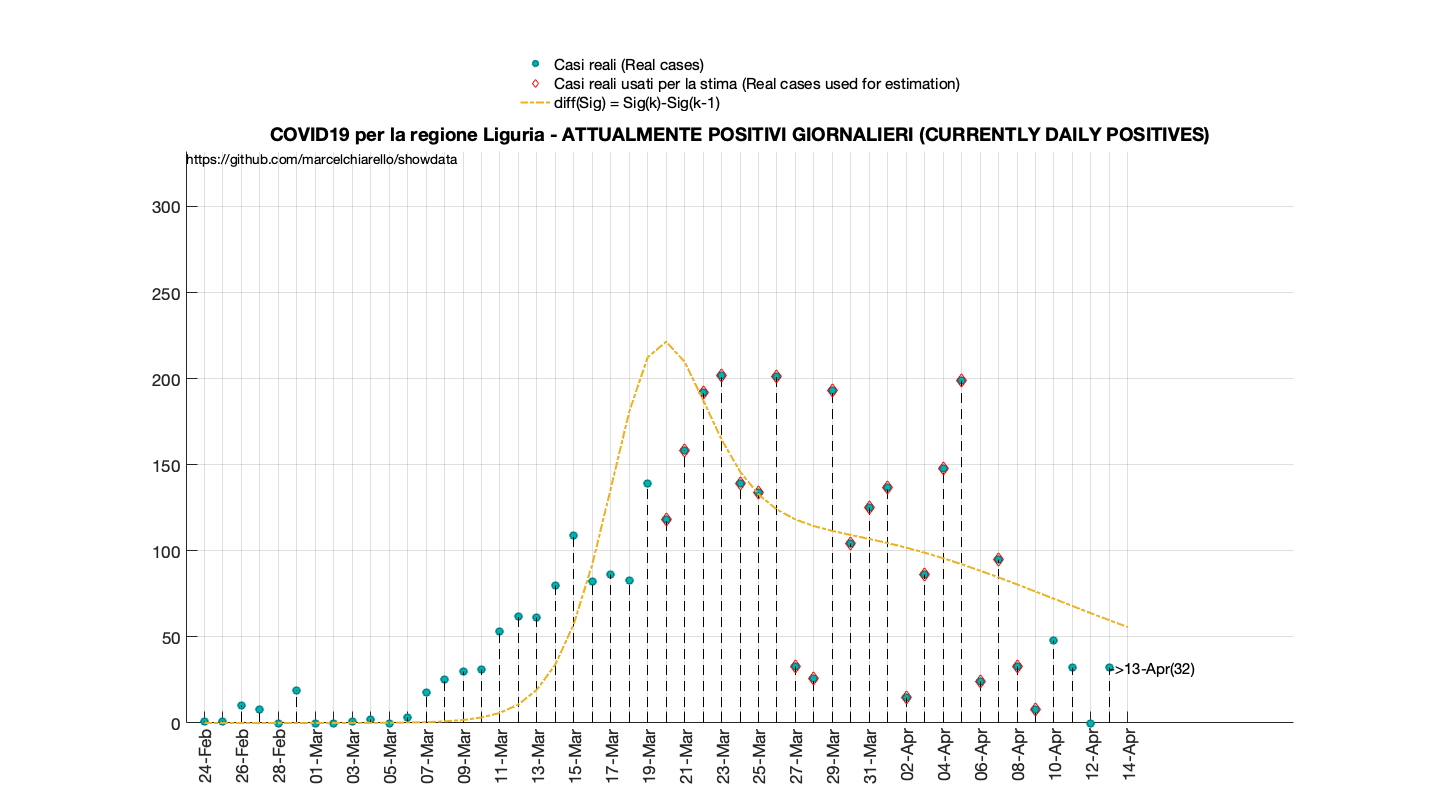 Casi reali (Real cases)
Casi reali usati per la stima (Real cases used for estimation)
diff(Sig) = Sig(k)-Sig(k-1)
COVID19 per la regione Liguria - ATTUALMENTE POSITIVI GIORNALIERI (CURRENTLY DAILY POSITIVES)
https://github.com/marcelchiarello/showdata
300
250
200
150
100
50
0
->13-Apr(32)
24-Feb
26-Feb
28-Feb
01-Mar
03-Mar
05-Mar
07-Mar
09-Mar
11-Mar
13-Mar
15-Mar
17-Mar
19-Mar
21-Mar
23-Mar
25-Mar
27-Mar
29-Mar
31-Mar
02-Apr
04-Apr
06-Apr
08-Apr
10-Apr
12-Apr
14-Apr